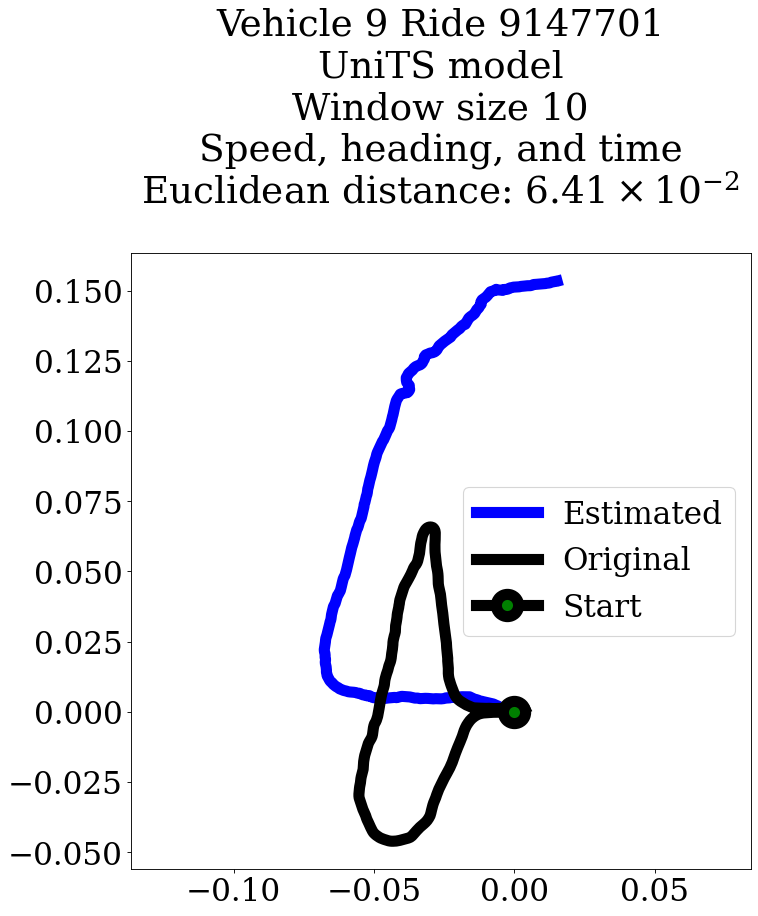 Vehicle 9 Ride 9147701
UniTS model
Window size 10
Speed, heading, and time
Euclidean distance: 6.41 × 10⁻²
0.150
0.125
0.100
0.075
0.050
0.025
0.000
−0.025
−0.050
Estimated
Original
Start
−0.10 −0.05 0.00 0.05